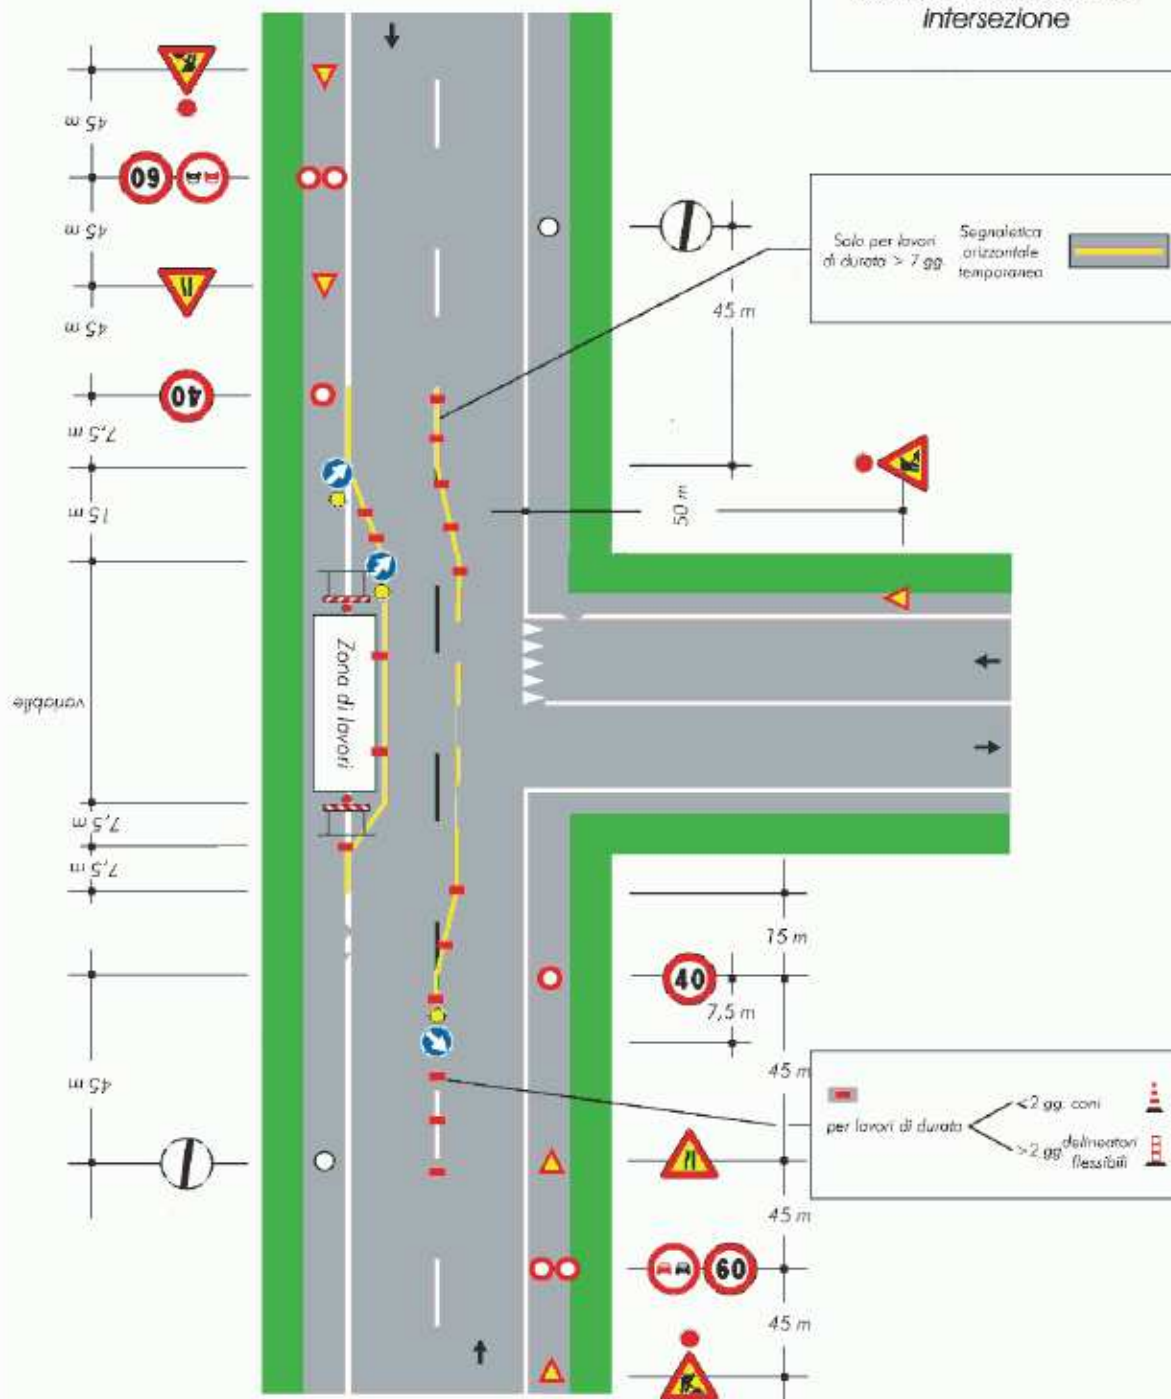 intersezione
45 m
60
45 m
45 m
40
7,5 m
15 m
variabile
7,5 m
7,5 m
45 m
Zona di lavori
Solo per lavori
di durata > 7 gg.
Segnaletica
orizzontale
temporanea
45 m
50 m
15 m
40
7,5 m
45 m
per lavori di durata
<2 gg. coni
>2 gg. delineatori
flessibili
45 m
60
45 m